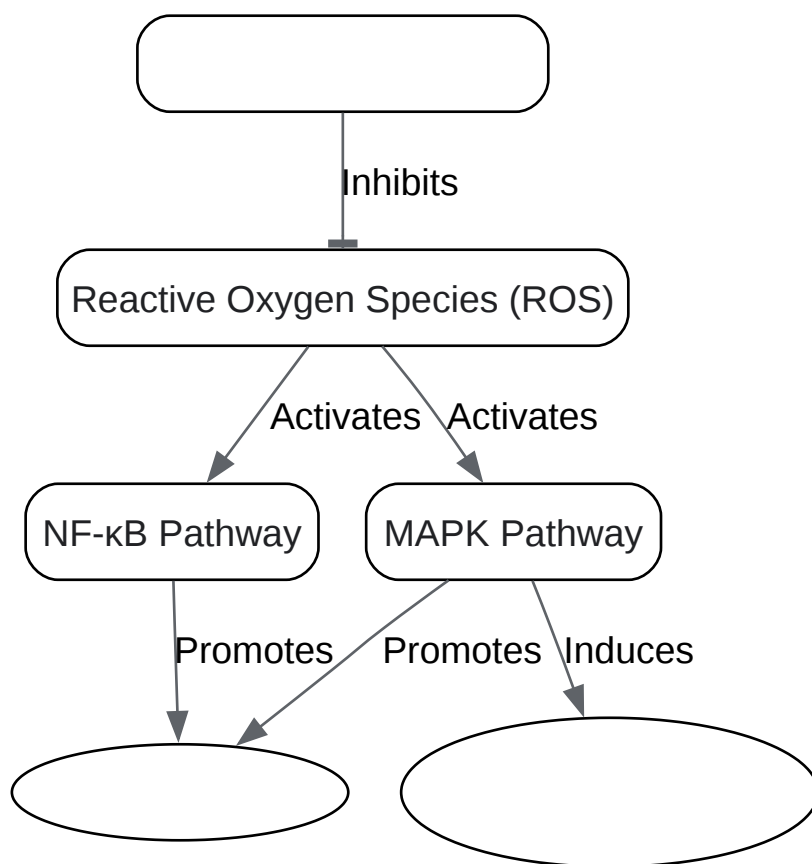 Inhibits
Reactive Oxygen Species (ROS)
Activates
Activates
NF-κB Pathway
MAPK Pathway
Promotes
Promotes
Induces